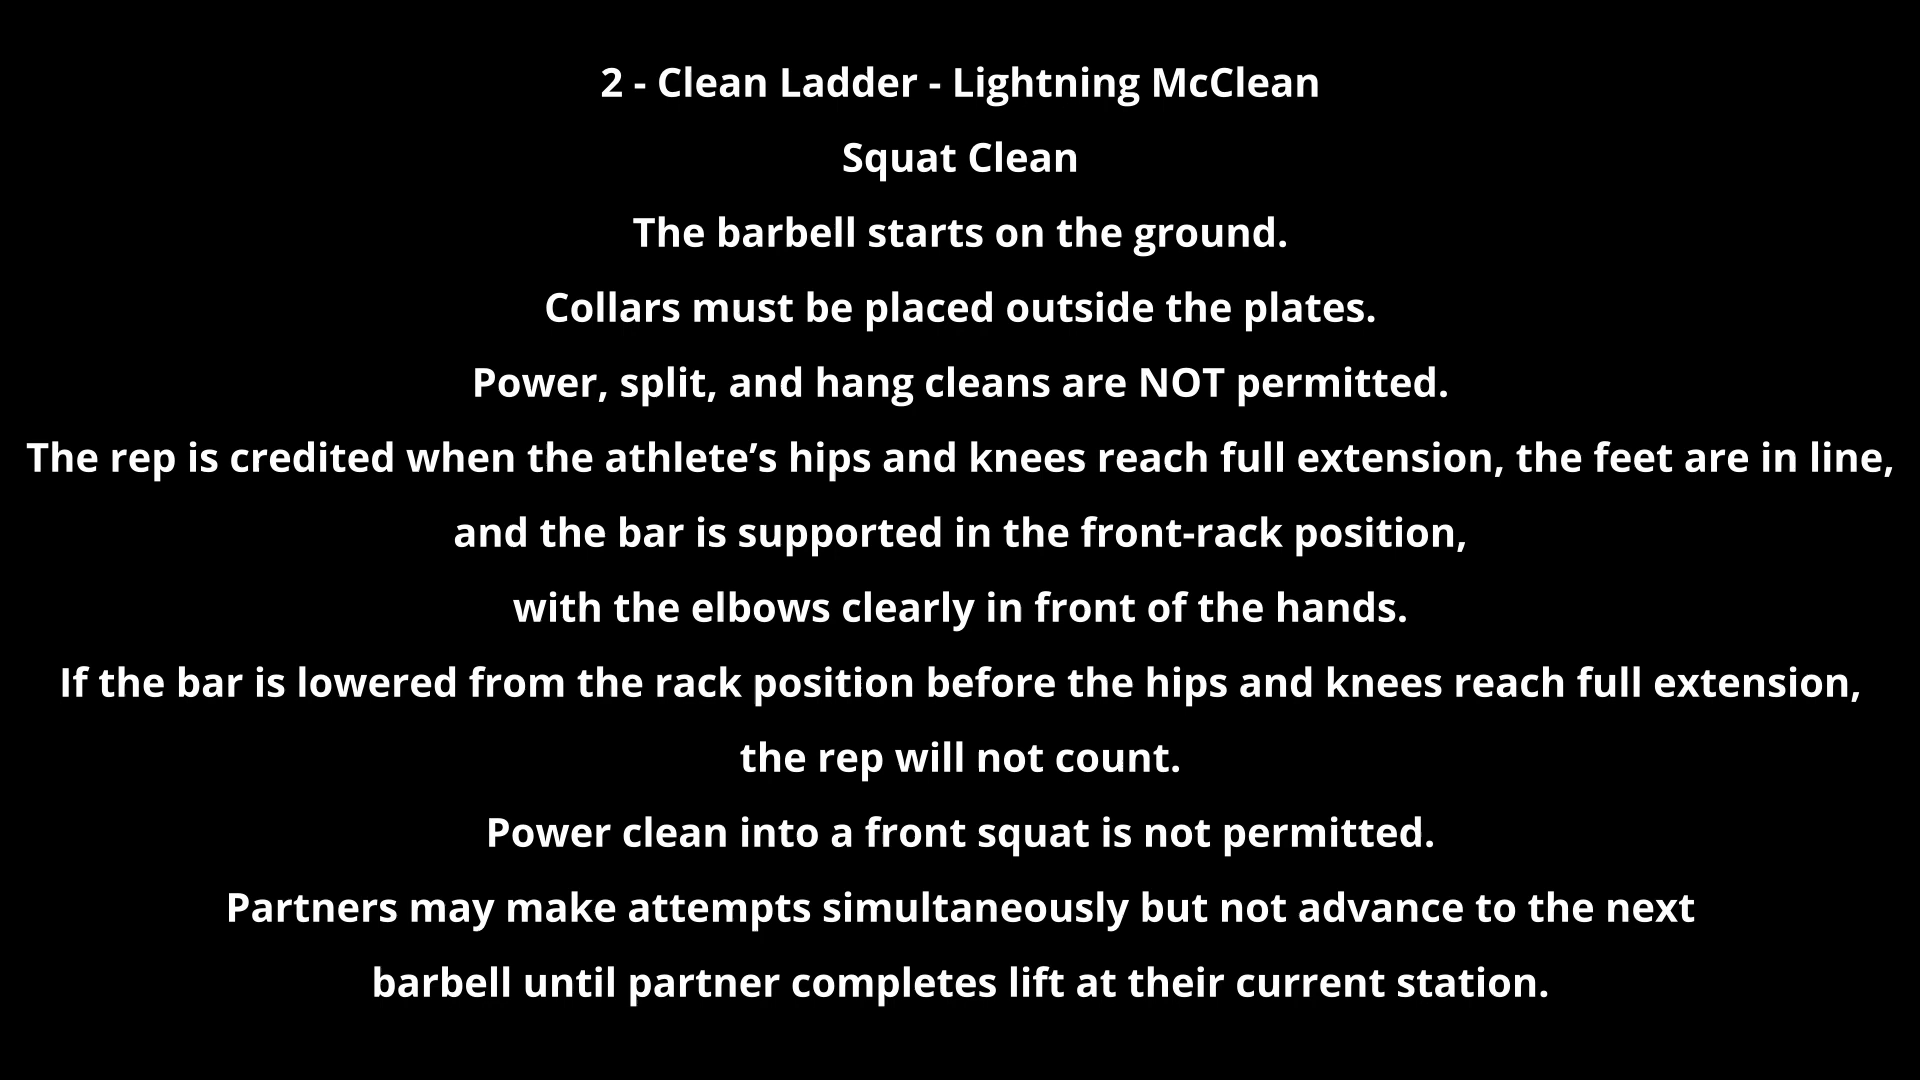 2 - Clean Ladder - Lightning McClean
Squat Clean
The barbell starts on the ground.
Collars must be placed outside the plates.
Power, split, and hang cleans are NOT permitted.
The rep is credited when the athlete’s hips and knees reach full extension, the feet are in line,
and the bar is supported in the front-rack position,
with the elbows clearly in front of the hands.
If the bar is lowered from the rack position before the hips and knees reach full extension,
the rep will not count.
Power clean into a front squat is not permitted.
Partners may make attempts simultaneously but not advance to the next
barbell until partner completes lift at their current station.